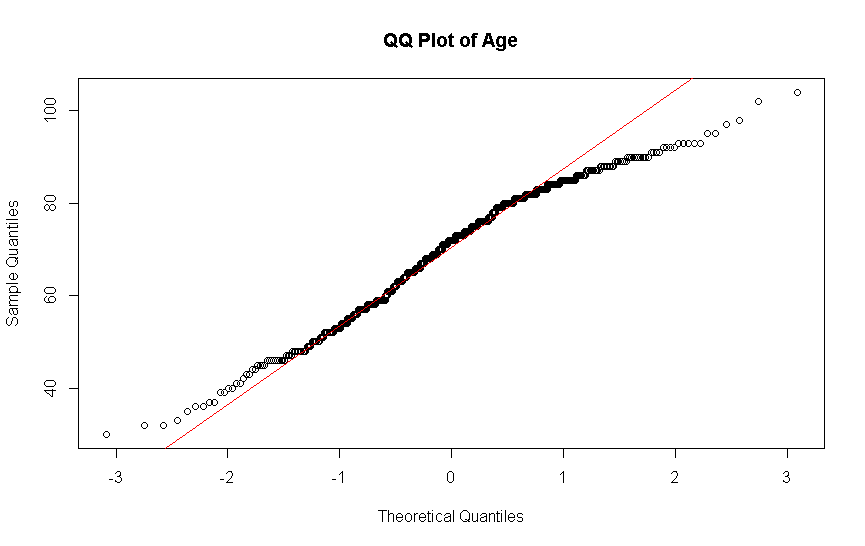 QQ Plot of Age
Sample Quantiles
100
80
60
40
-3 -2 -1 0 1 2 3
Theoretical Quantiles